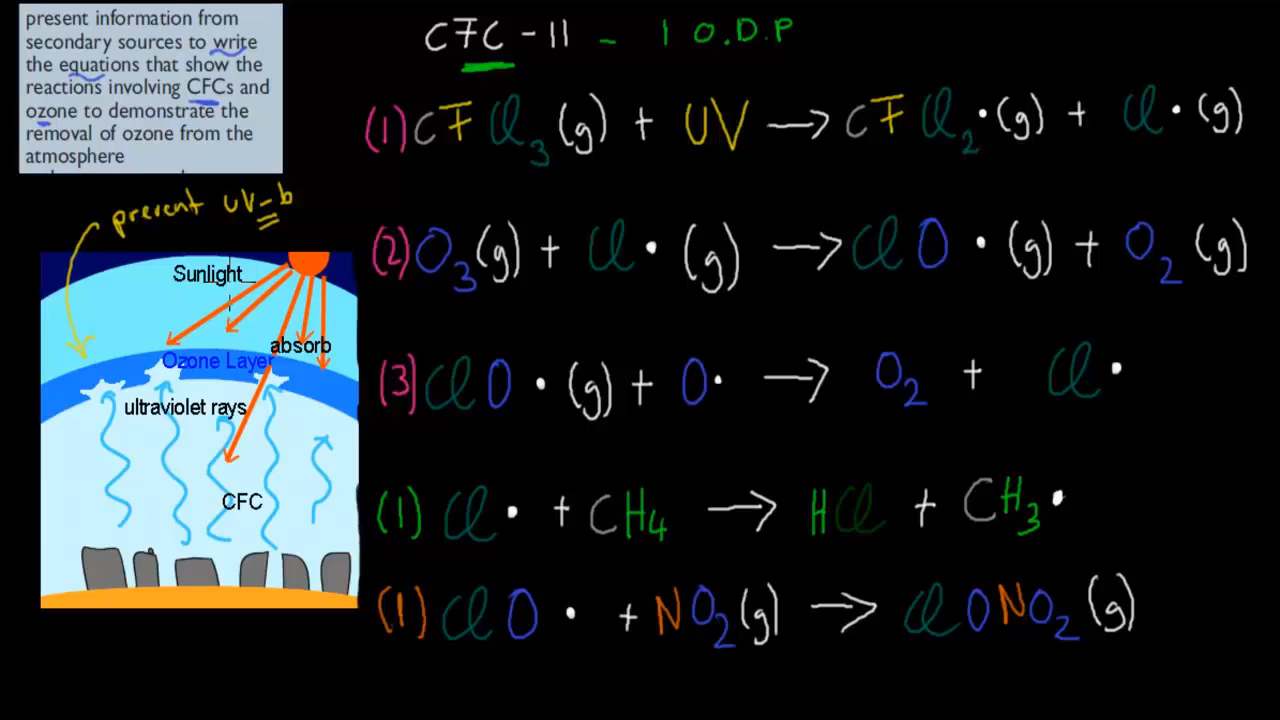 present information from
secondary sources to write
the equations that show the
reactions involving CFCs and
ozone to demonstrate the
removal of ozone from the
atmosphere
CFC-11 - 1 O.D.P
(1) CFCl₃(g) + UV → CFCl₂•(g) + Cl•(g)
prevent UV-b
(2) O₃(g) + Cl•(g) → ClO•(g) + O₂(g)
Sunlight
absorb
Ozone Layer
(3) ClO•(g) + O• → O₂ + Cl•
ultraviolet rays
CFC
(1) Cl• + CH₄ → HCl + CH₃•
(1) ClO• + NO₂(g) → ClONO₂(g)